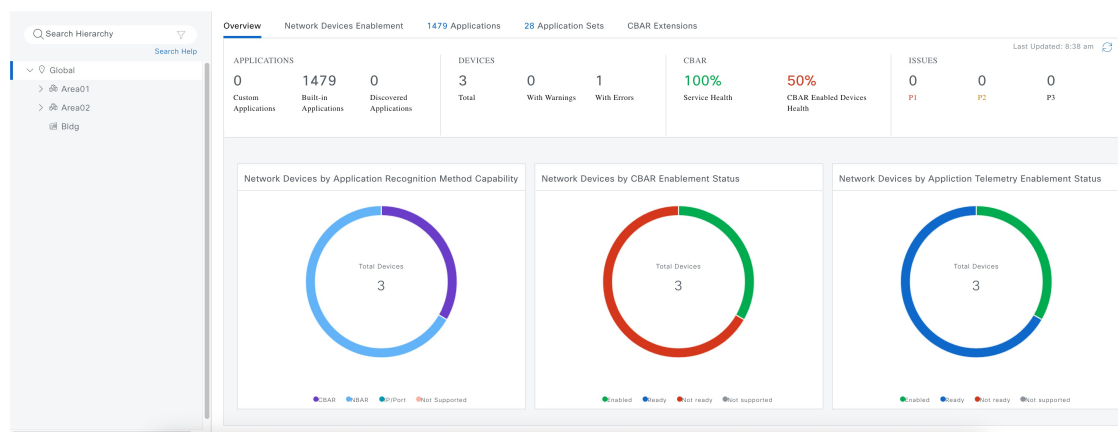 Search Hierarchy
Search Help
Global
Area01
Area02
Bldg
Overview Network Devices Enablement 1479 Applications 28 Application Sets CBAR Extensions
Last Updated: 8:38 am
APPLICATIONS DEVICES CBAR ISSUES
0 1479 0 3 0 1 100% 50% 0 0 0
Custom Built-in Discovered Total With Warnings With Errors Service Health CBAR Enabled Devices P1 P2 P3
Applications Applications Applications Health
Network Devices by Application Recognition Method Capability
Total Devices
3
CBAR NBAR IP/Port Not Supported
Network Devices by CBAR Enablement Status
Total Devices
3
Enabled Ready Not ready Not supported
Network Devices by Appliction Telemetry Enablement Status
Total Devices
3
Enabled Ready Not ready Not supported